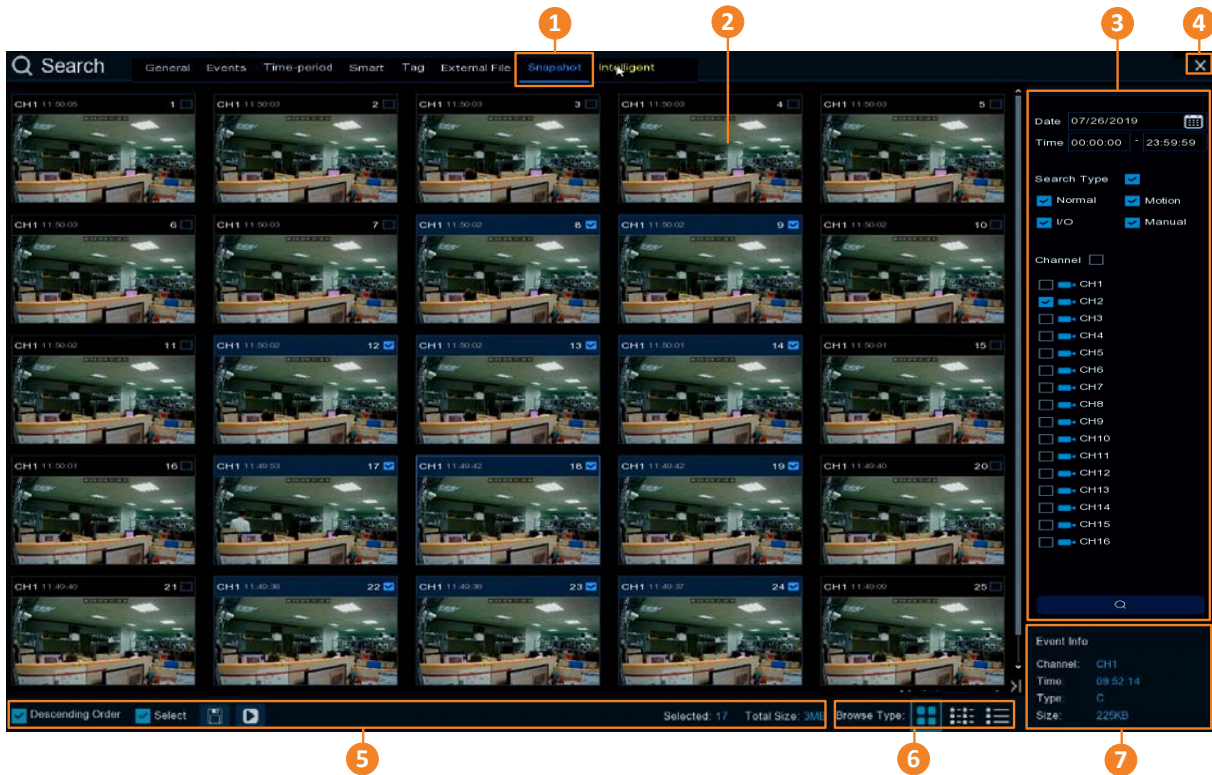 1 2 3 4
Search General Events Time-period Smart Tag External File Snapshot Intelligent
CH1 11:50:05 1 CH1 11:50:03 2 CH1 11:50:03 3 CH1 11:50:03 4 CH1 11:50:03 5
CH1 11:50:03 6 CH1 11:50:03 7 CH1 11:50:02 8 CH1 11:50:02 9 CH1 11:50:02 10
CH1 11:50:02 11 CH1 11:50:02 12 CH1 11:50:02 13 CH1 11:50:01 14 CH1 11:50:01 15
CH1 11:50:01 16 CH1 11:49:53 17 CH1 11:49:42 18 CH1 11:49:42 19 CH1 11:49:40 20
CH1 11:49:40 21 CH1 11:49:38 22 CH1 11:49:38 23 CH1 11:49:37 24 CH1 11:49:09 25
Date 07/26/2019
Time 00:00:00 - 23:59:59
Search Type
Normal Motion
I/O Manual
Channel
CH1
CH2
CH3
CH4
CH5
CH6
CH7
CH8
CH9
CH10
CH11
CH12
CH13
CH14
CH15
CH16
Event Info
Channel: CH1
Time: 09:52:14
Type: C
Size: 225KB
Descending Order Select Selected: 17 Total Size: 3MB Browse Type:
5 6 7